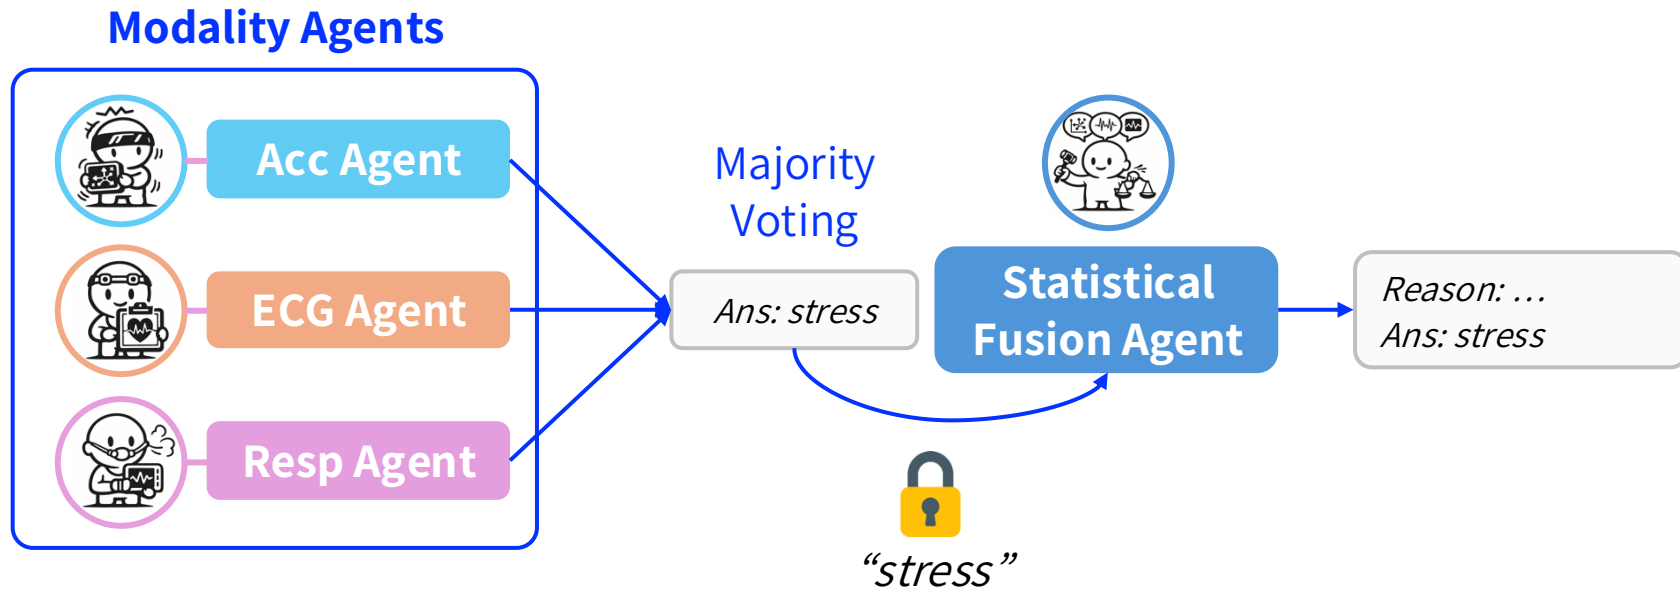 Modality Agents
Acc Agent
ECG Agent
Resp Agent
Majority
Voting
Ans: stress
Statistical
Fusion Agent
Reason: ...
Ans: stress
“stress”